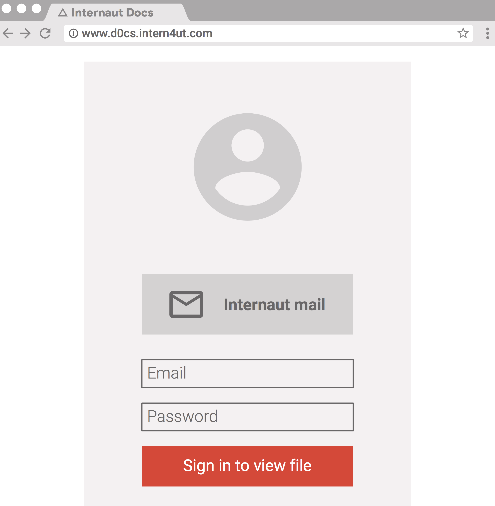 Internaut Docs
www.d0cs.intern4ut.com
Internaut mail
Email
Password
Sign in to view file